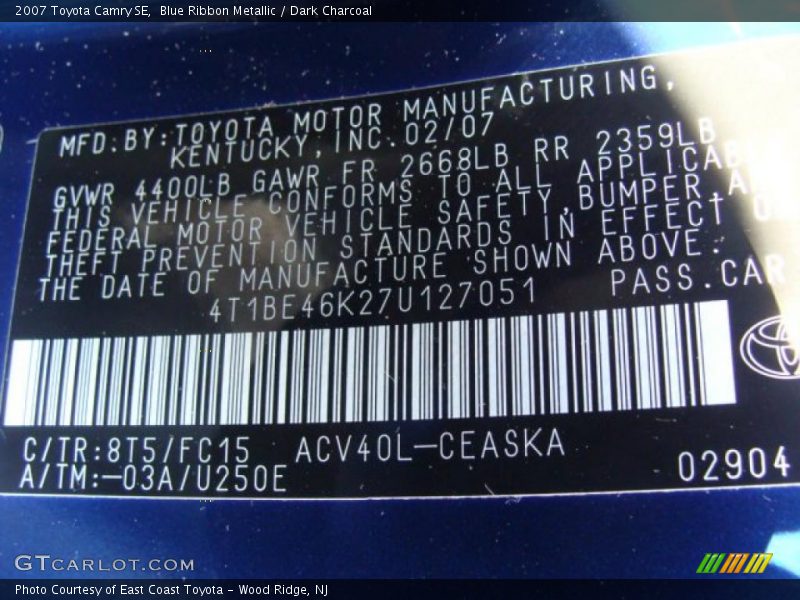 2007 Toyota Camry SE, Blue Ribbon Metallic / Dark Charcoal
MFD. BY: TOYOTA MOTOR MANUFACTURING,
KENTUCKY, INC. 02/07
GVWR 4400LB GAWR FR 2668LB RR 2359LB
THIS VEHICLE CONFORMS TO ALL
FEDERAL MOTOR VEHICLE SAFETY, BUMPER,
THEFT PREVENTION STANDARDS IN EFFECT
THE DATE OF MANUFACTURE SHOWN ABOVE.
4T1BE46K27U127051 PASS. CAR
C/TR: 8T5/FC15 ACV40L-CEASKA
A/TM: -03A/U250E 02904
GTCARLOT.COM
Photo Courtesy of East Coast Toyota - Wood Ridge, NJ